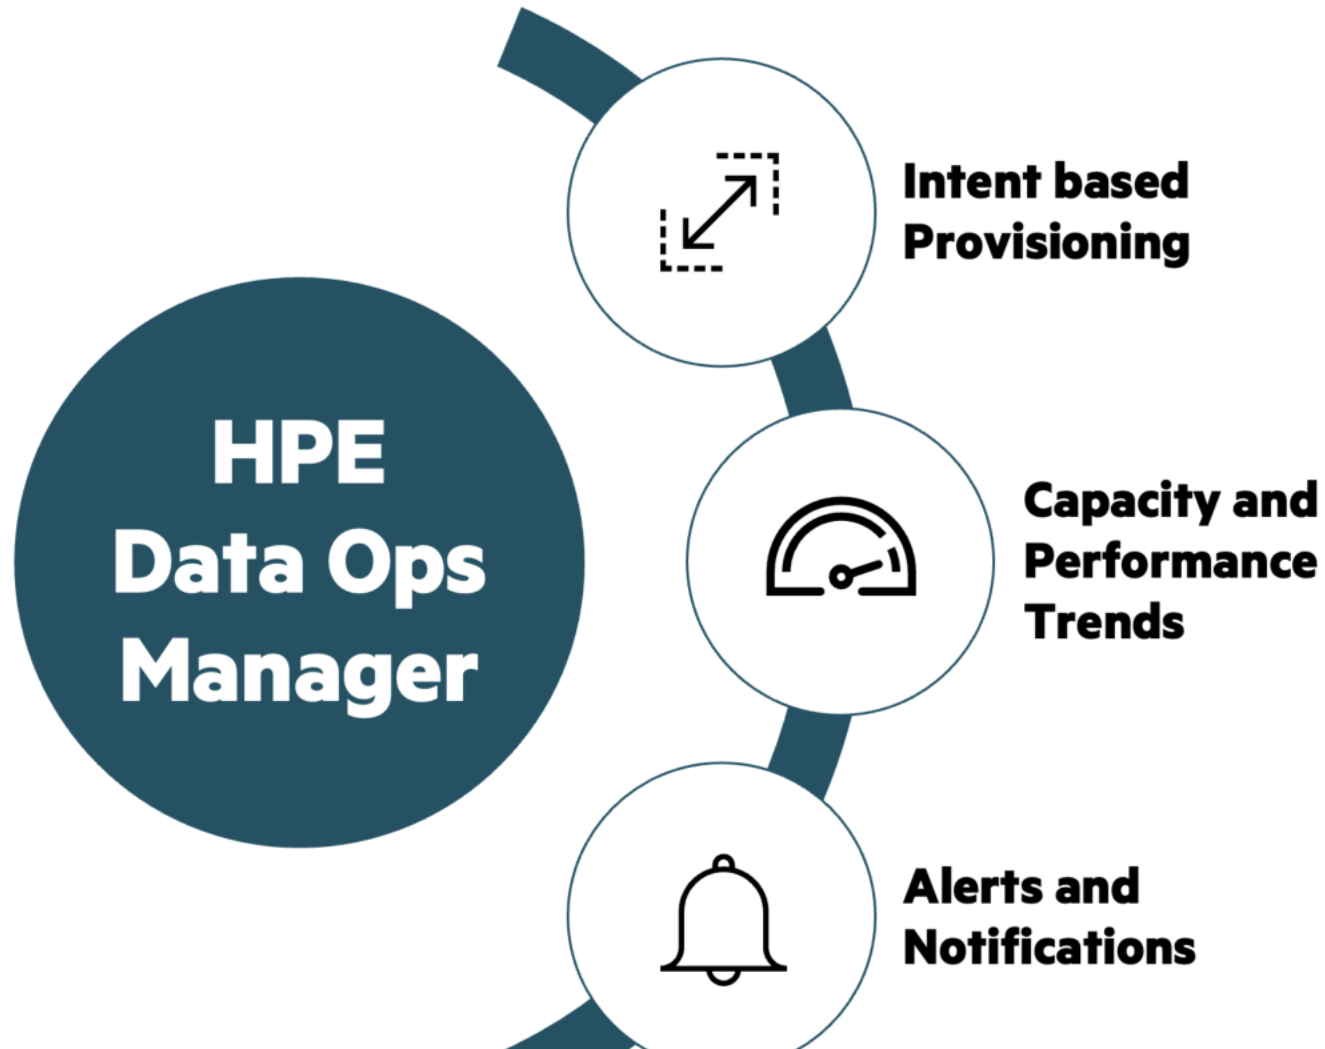 HPE
Data Ops
Manager
Intent based
Provisioning
Capacity and
Performance
Trends
Alerts and
Notifications